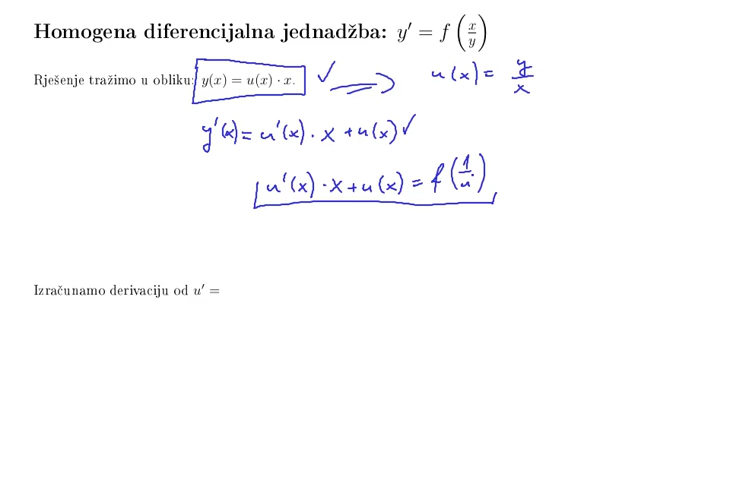 Homogena diferencijalna jednadžba: y′ = f(x/y)
Rješenje tražimo u obliku: y(x) = u(x) · x. ✓ ⟹ u(x) = y/x
y'(x) = u'(x) · x + u(x) ✓
u'(x) · x + u(x) = f(1/u)
Izračunamo derivaciju od u′ =